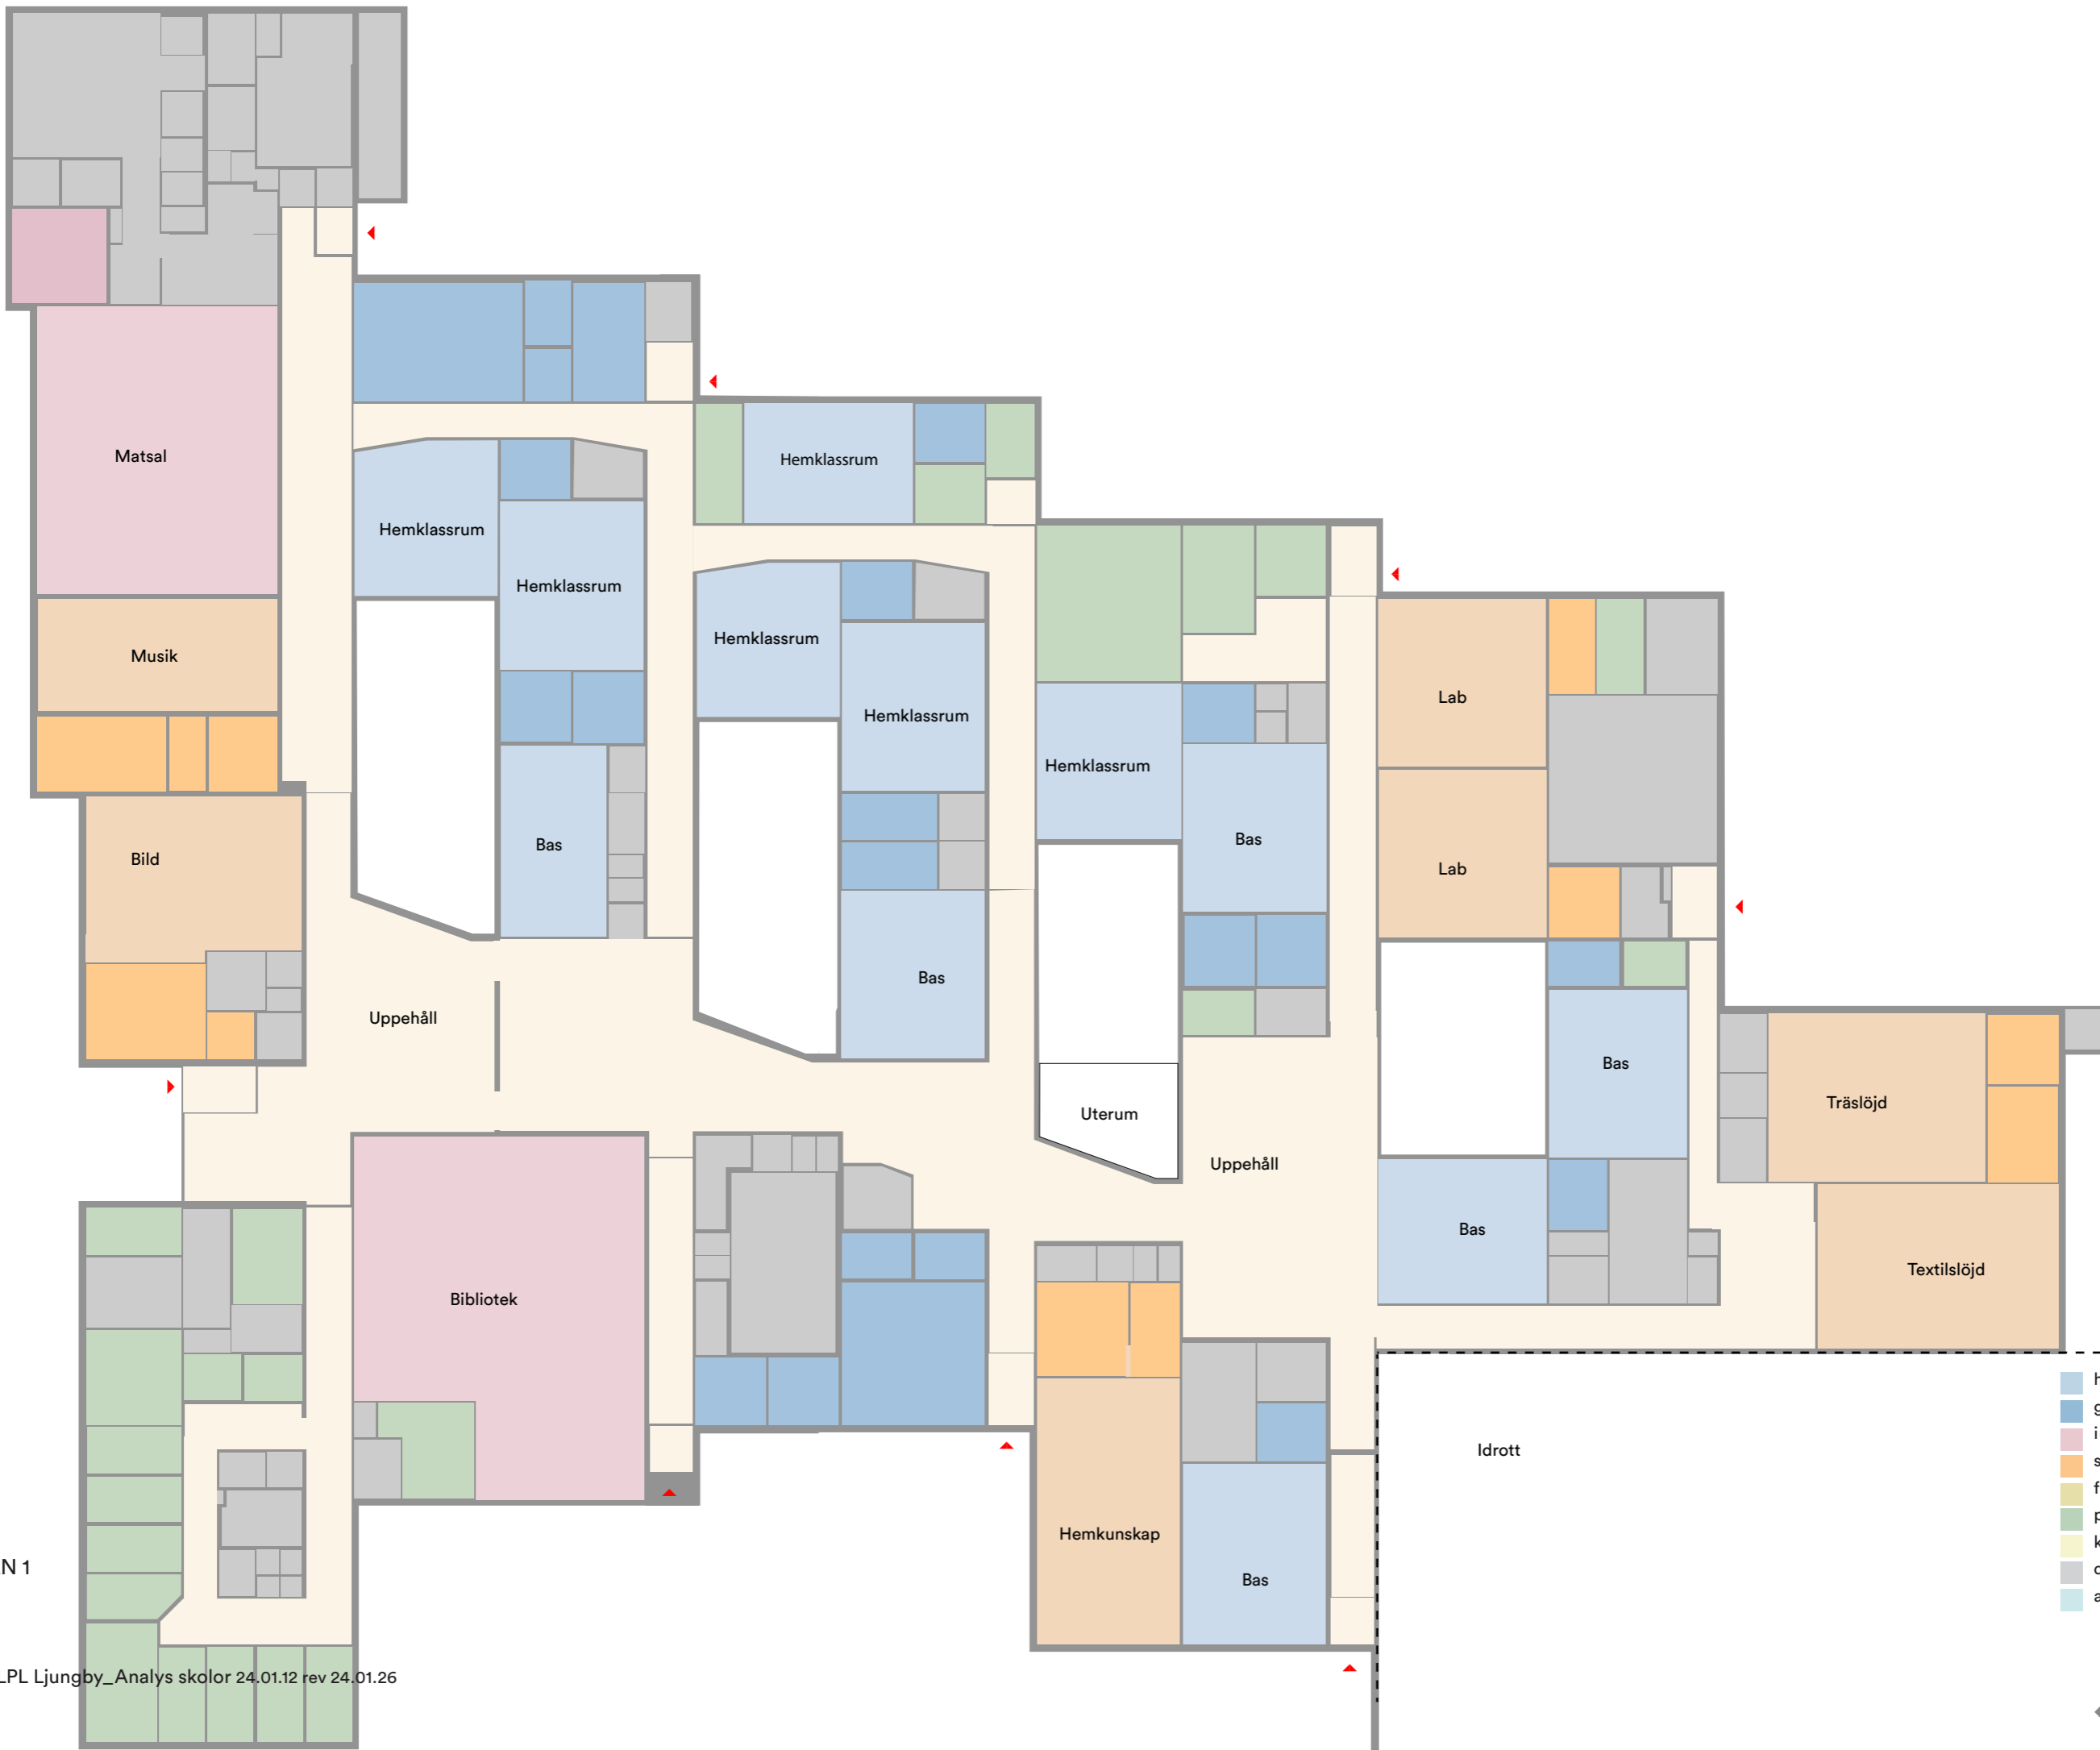 Matsal
Hemklassrum
Hemklassrum
Hemklassrum
Hemklassrum
Musik
Hemklassrum
Lab
Hemklassrum
Hemklassrum
Bas
Bas
Bild
Lab
Bas
Uppehåll
Bas
Träslöjd
Uterum
Uppehåll
Bas
Textilslöjd
Bibliotek
Idrott
Hemkunskap
Bas
N 1
LPL Ljungby_Analys skolor 24.01.12 rev 24.01.26